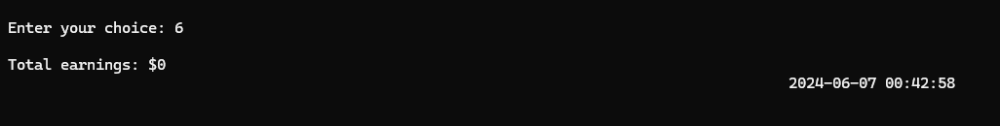 Enter your choice: 6
Total earnings: $0
2024-06-07 00:42:58